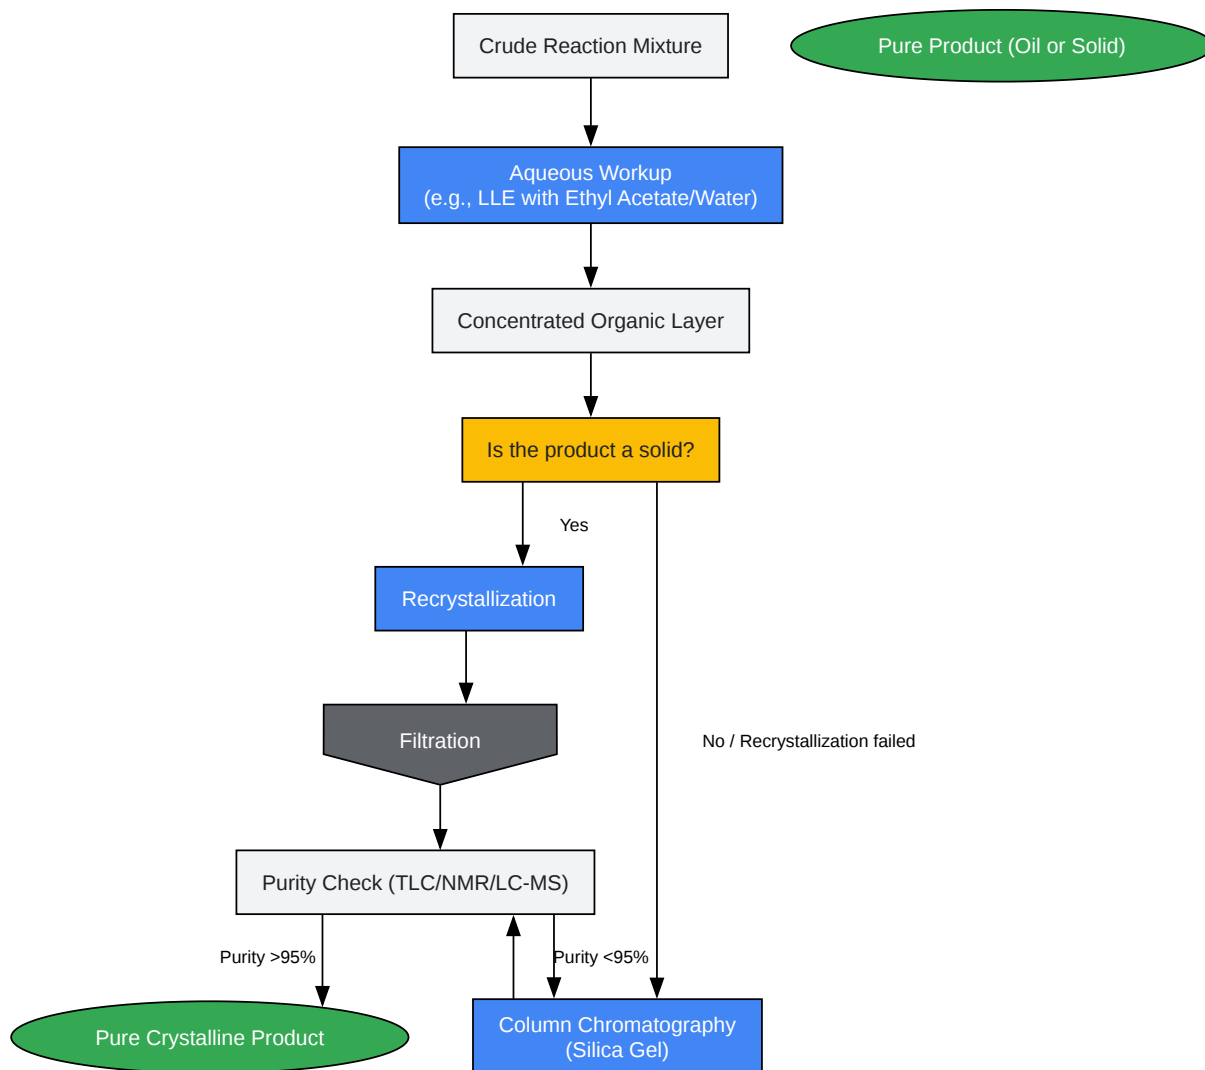 Crude Reaction Mixture
Pure Product (Oil or Solid)
Aqueous Workup
(e.g., LLE with Ethyl Acetate/Water)
Concentrated Organic Layer
Is the product a solid?
Yes
Recrystallization
Filtration
No / Recrystallization failed
Purity Check (TLC/NMR/LC-MS)
Purity >95%
Purity <95%
Pure Crystalline Product
Column Chromatography
(Silica Gel)